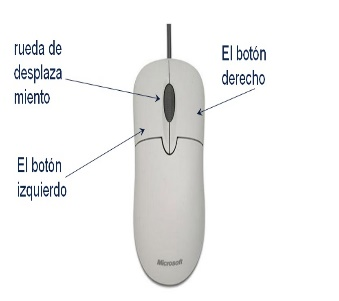 rueda de
desplaza
miento
El botón
derecho
El botón
izquierdo
Microsoft